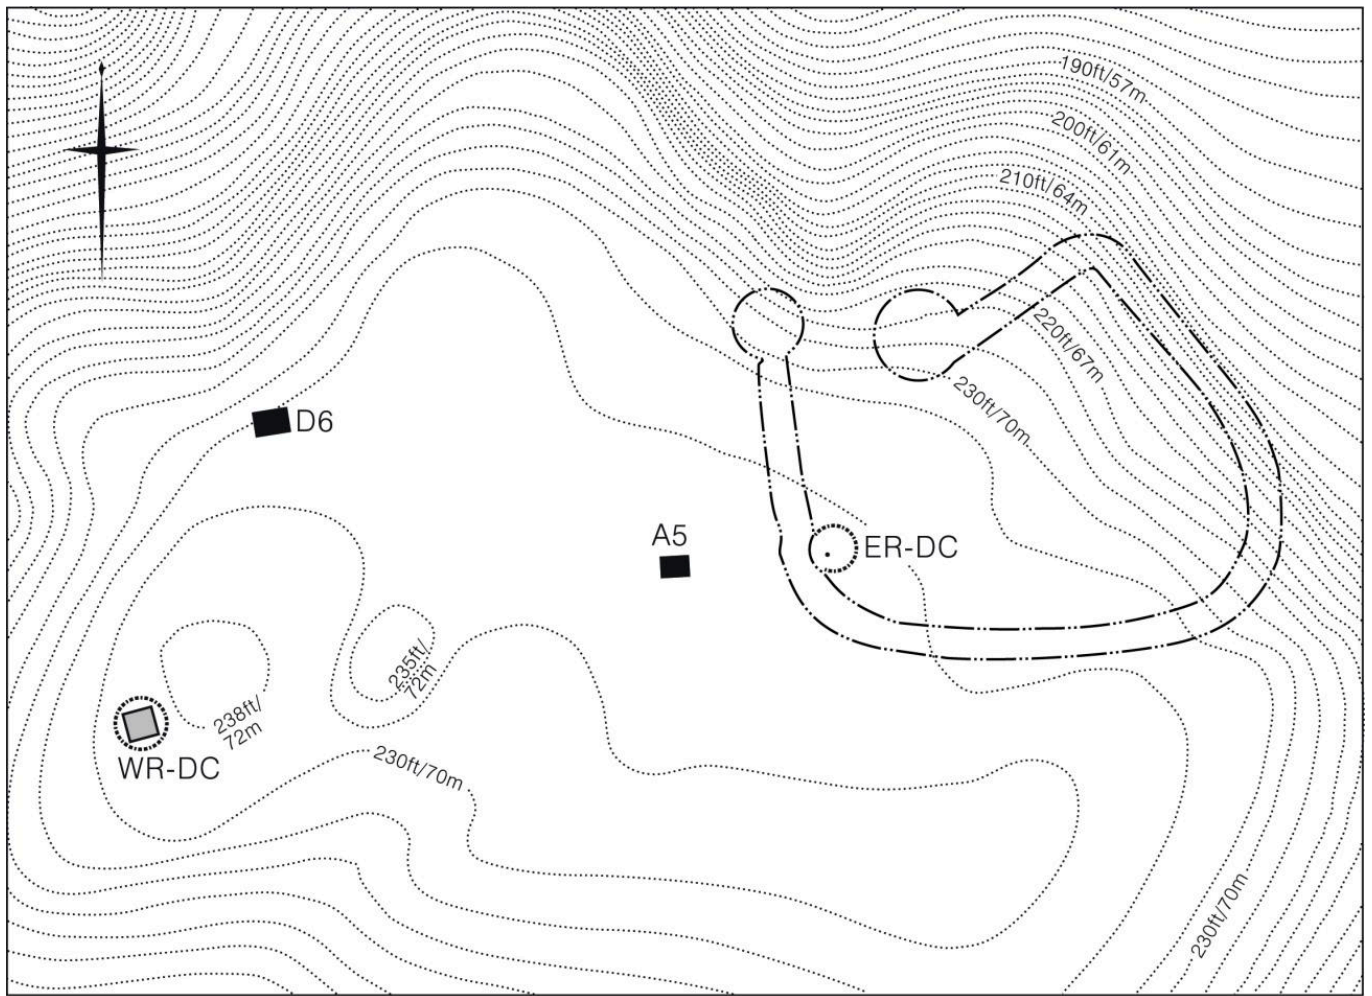 190ft/57m
200ft/61m
210ft/64m
220ft/67m
230ft/70m
D6
A5
ER-DC
235ft/
72m
238ft/
72m
WR-DC
230ft/70m
230ft/70m